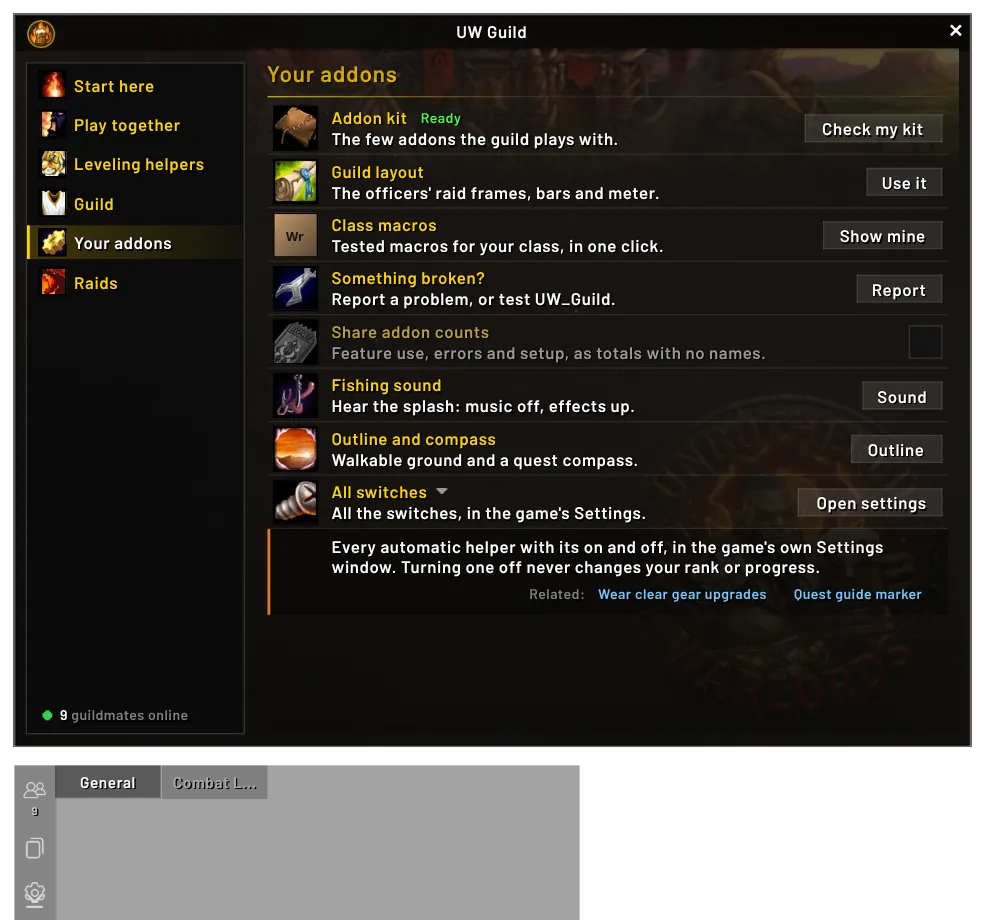 UW Guild
Start here
Play together
Leveling helpers
Guild
Your addons
Raids
9 guildmates online
Your addons
Addon kit Ready
The few addons the guild plays with.
Check my kit
Guild layout
The officers' raid frames, bars and meter.
Use it
Wr
Class macros
Tested macros for your class, in one click.
Show mine
Something broken?
Report a problem, or test UW_Guild.
Report
Share addon counts
Feature use, errors and setup, as totals with no names.
Fishing sound
Hear the splash: music off, effects up.
Sound
Outline and compass
Walkable ground and a quest compass.
Outline
All switches
All the switches, in the game's Settings.
Open settings
Every automatic helper with its on and off, in the game's own Settings
window. Turning one off never changes your rank or progress.
Related: Wear clear gear upgrades Quest guide marker
WARLORDS
General
Combat L...
9